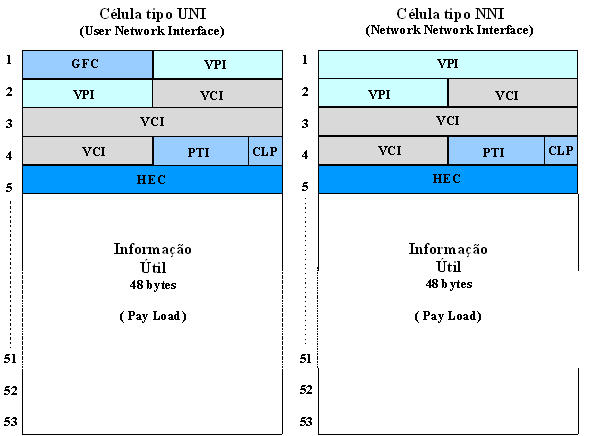 Célula tipo UNI
(User Network Interface)
1 GFC VPI
2 VPI VCI
3 VCI
4 VCI PTI CLP
5 HEC
Informação
Útil
48 bytes
( Pay Load)
51
52
53
Célula tipo NNI
(Network Network Interface)
1 VPI
2 VPI VCI
3 VCI
4 VCI PTI CLP
5 HEC
Informação
Útil
48 bytes
( Pay Load)
51
52
53